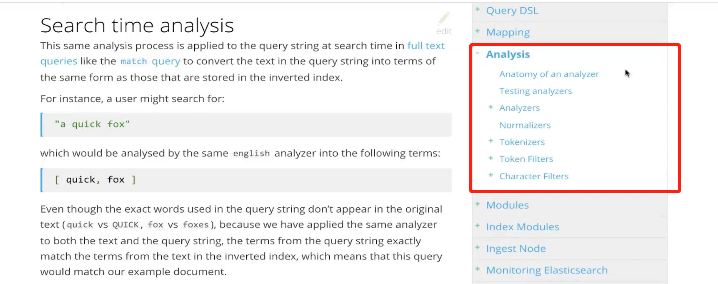 Search time analysis
edit
This same analysis process is applied to the query string at search time in full text
queries like the match query to convert the text in the query string into terms of
the same form as those that are stored in the inverted index.
For instance, a user might search for:
"a quick fox"
which would be analysed by the same english analyzer into the following terms:
[ quick, fox ]
Even though the exact words used in the query string don't appear in the original
text (quick vs QUICK, fox vs foxes), because we have applied the same analyzer
to both the text and the query string, the terms from the query string exactly
match the terms from the text in the inverted index, which means that this query
would match our example document.
+ Query DSL
+ Mapping
- Analysis
Anatomy of an analyzer
Testing analyzers
+ Analyzers
Normalizers
+ Tokenizers
+ Token Filters
+ Character Filters
+ Modules
+ Index Modules
+ Ingest Node
+ Monitoring Elasticsearch